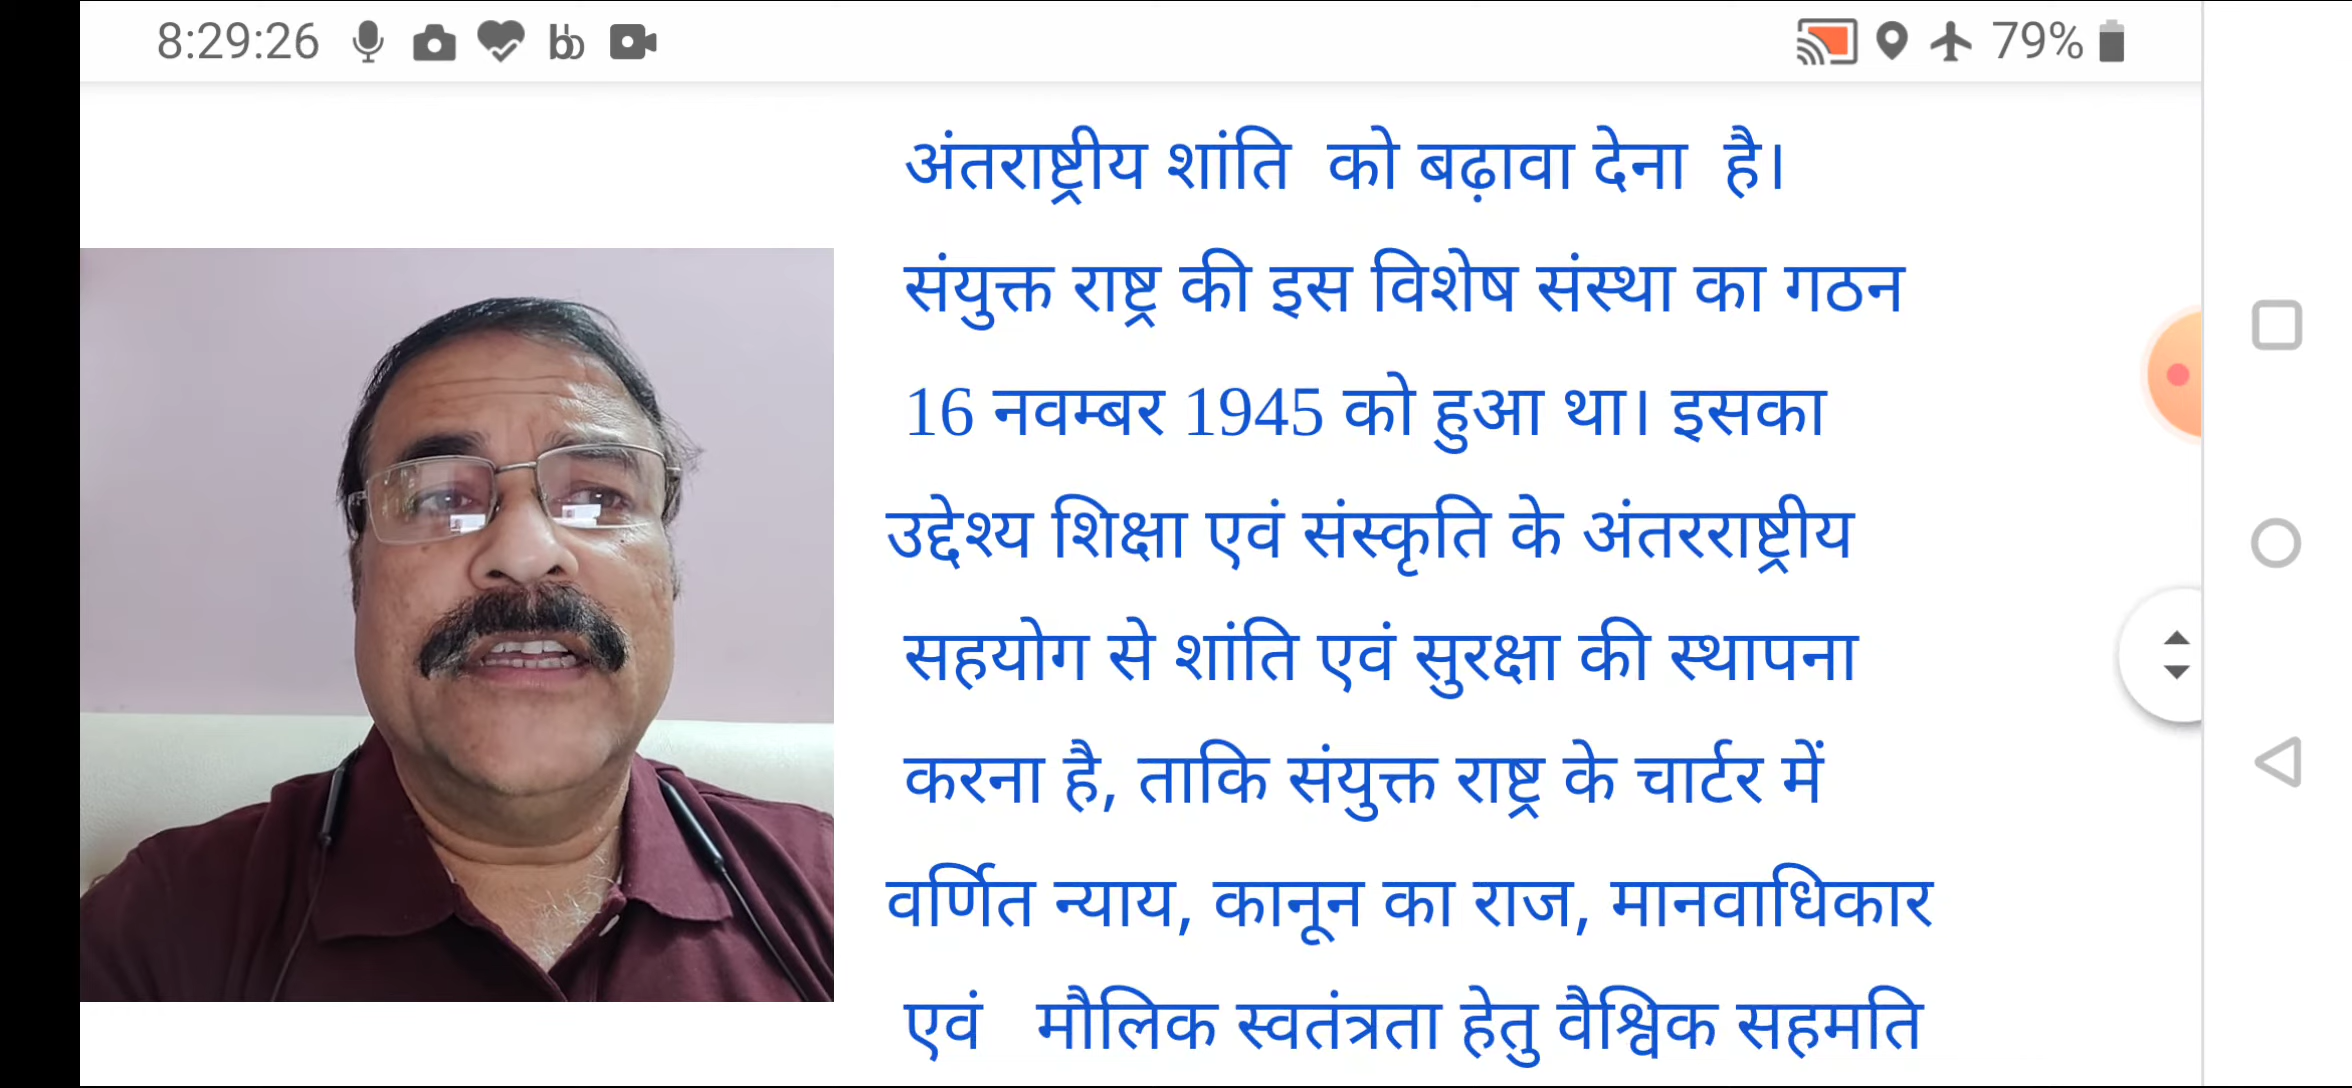 8:29:26
79%
अंतराष्ट्रीय शांति को बढ़ावा देना है।
संयुक्त राष्ट्र की इस विशेष संस्था का गठन
16 नवम्बर 1945 को हुआ था। इसका
उद्देश्य शिक्षा एवं संस्कृति के अंतरराष्ट्रीय
सहयोग से शांति एवं सुरक्षा की स्थापना
करना है, ताकि संयुक्त राष्ट्र के चार्टर में
वर्णित न्याय, कानून का राज, मानवाधिकार
एवं मौलिक स्वतंत्रता हेतु वैश्विक सहमति